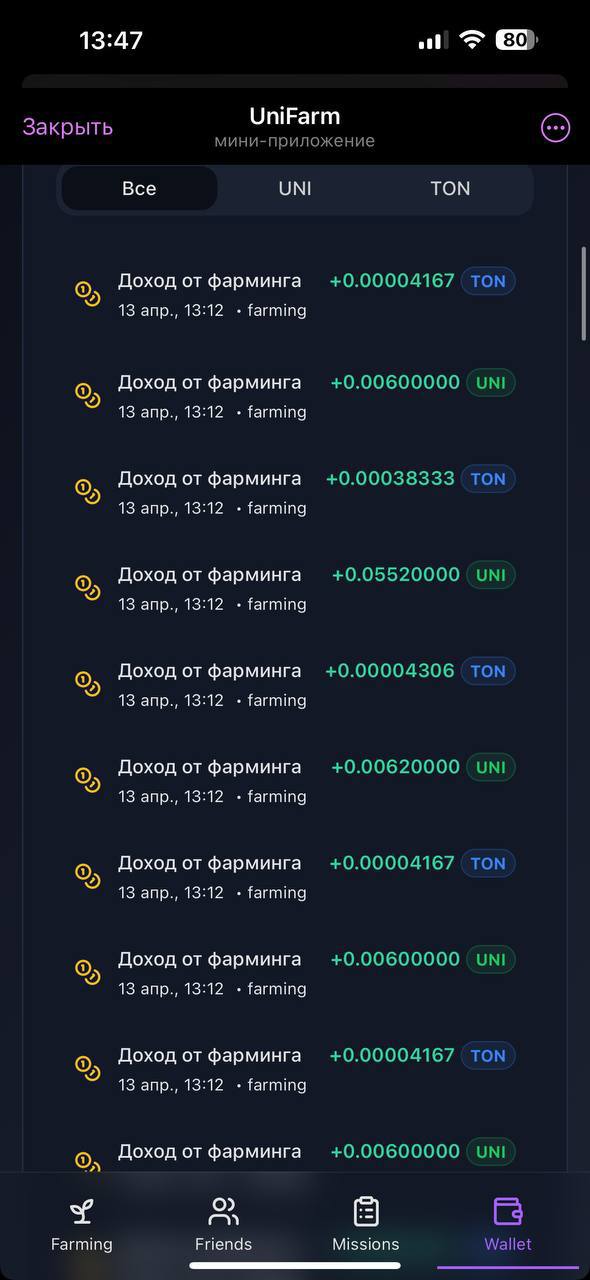 13:47
80
Закрыть
UniFarm
мини-приложение
Все
UNI
TON
Доход от фарминга +0.00004167 TON
13 апр., 13:12 • farming
Доход от фарминга +0.00600000 UNI
13 апр., 13:12 • farming
Доход от фарминга +0.00038333 TON
13 апр., 13:12 • farming
Доход от фарминга +0.05520000 UNI
13 апр., 13:12 • farming
Доход от фарминга +0.00004306 TON
13 апр., 13:12 • farming
Доход от фарминга +0.00620000 UNI
13 апр., 13:12 • farming
Доход от фарминга +0.00004167 TON
13 апр., 13:12 • farming
Доход от фарминга +0.00600000 UNI
13 апр., 13:12 • farming
Доход от фарминга +0.00004167 TON
13 апр., 13:12 • farming
Доход от фарминга +0.00600000 UNI
Farming
Friends
Missions
Wallet